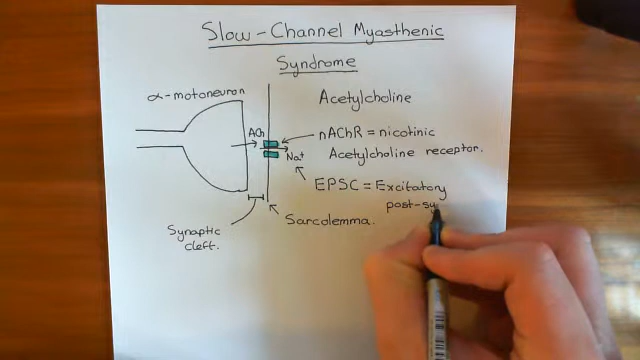 Slow-Channel Myasthenic
Syndrome
α-motoneuron
Acetylcholine
ACh
nAChR = nicotinic
Acetylcholine receptor.
Na+
EPSC = Excitatory
post-sy
Synaptic
cleft.
Sarcolemma.